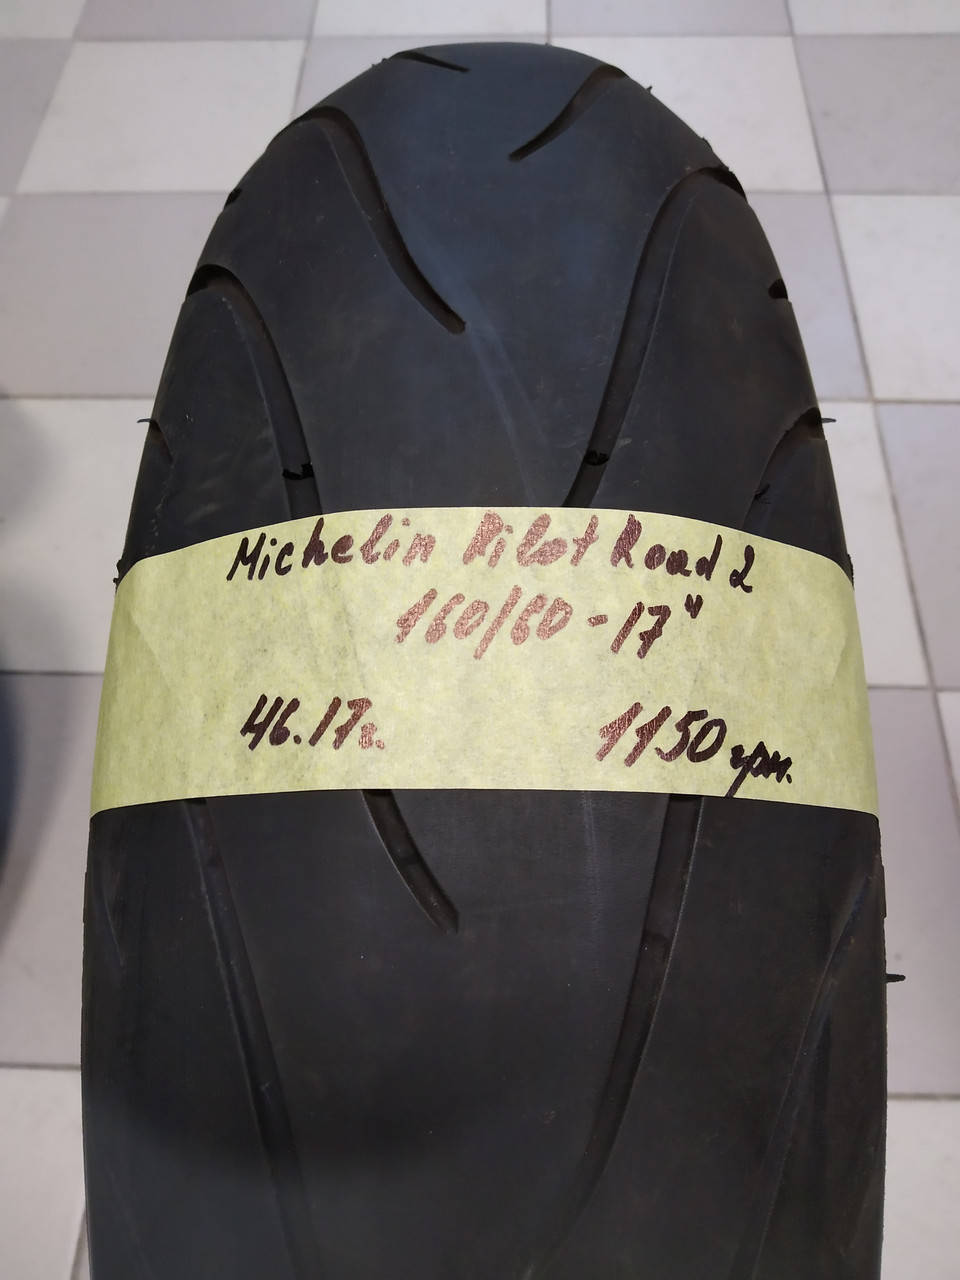 Michelin Pilot Road 2
160/60-17"
46.17г. 1150 грн.